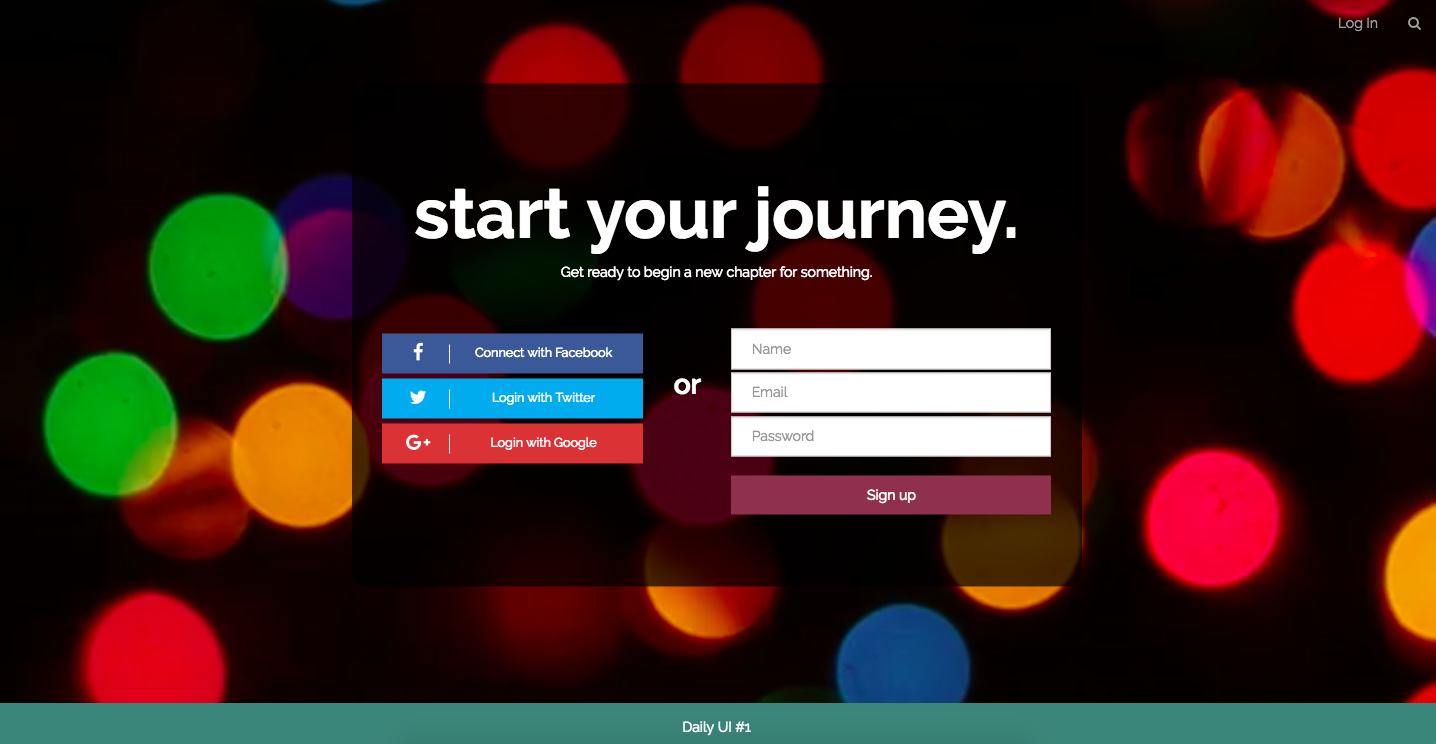 Log In
start your journey.
Get ready to begin a new chapter for something.
Connect with Facebook
Login with Twitter
Login with Google
or
Name
Email
Password
Sign up
Daily UI #1